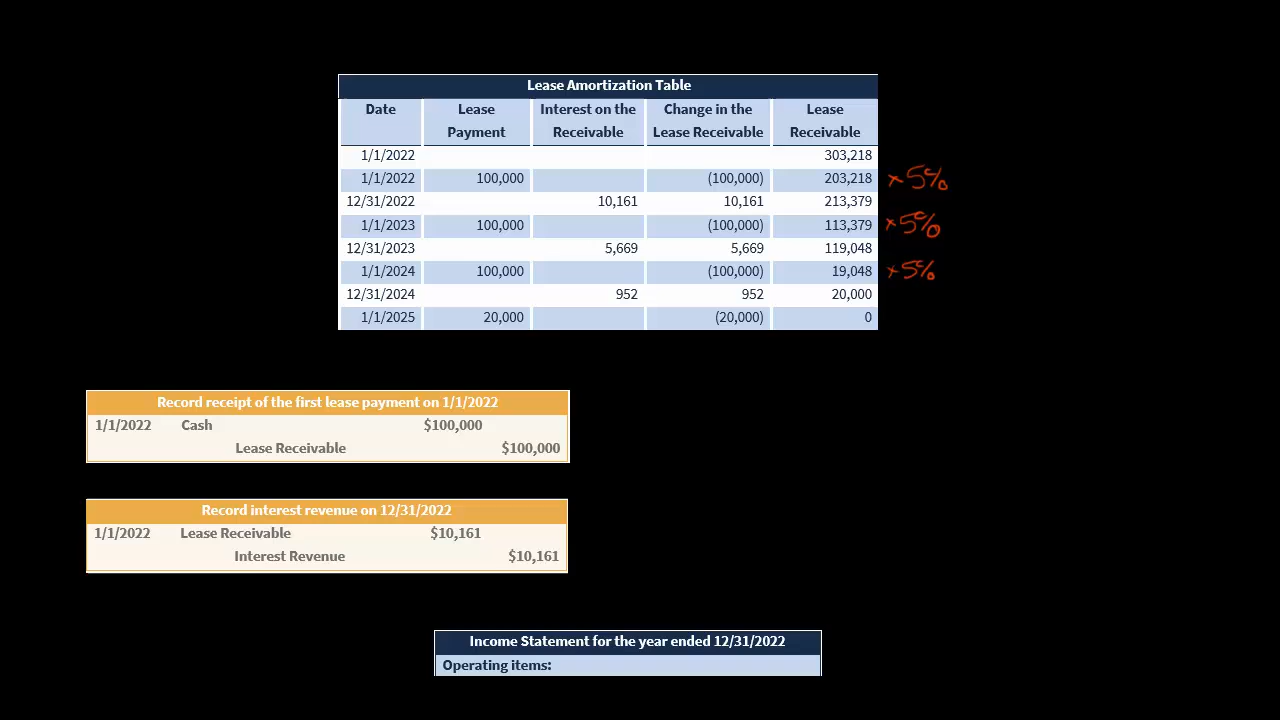 Lease Amortization Table
Date Lease Payment Interest on the Receivable Change in the Lease Receivable Lease Receivable
1/1/2022 303,218
1/1/2022 100,000 (100,000) 203,218 ×5%
12/31/2022 10,161 10,161 213,379
1/1/2023 100,000 (100,000) 113,379 ×5%
12/31/2023 5,669 5,669 119,048
1/1/2024 100,000 (100,000) 19,048 ×5%
12/31/2024 952 952 20,000
1/1/2025 20,000 (20,000) 0
Record receipt of the first lease payment on 1/1/2022
1/1/2022 Cash $100,000
Lease Receivable $100,000
Record interest revenue on 12/31/2022
1/1/2022 Lease Receivable $10,161
Interest Revenue $10,161
Income Statement for the year ended 12/31/2022
Operating items: